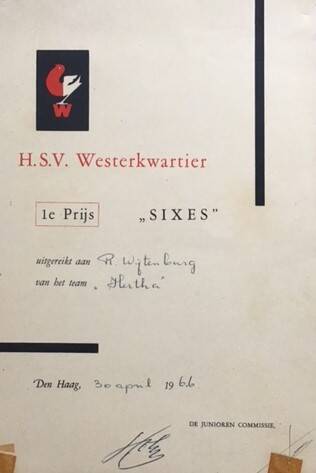 W
H.S.V. Westerkwartier
1e Prijs „SIXES”
uitgereikt aan R. Wijtenburg
van het team „Hertha”
Den Haag, 30 april 1966
DE JUNIOREN COMMISSIE,